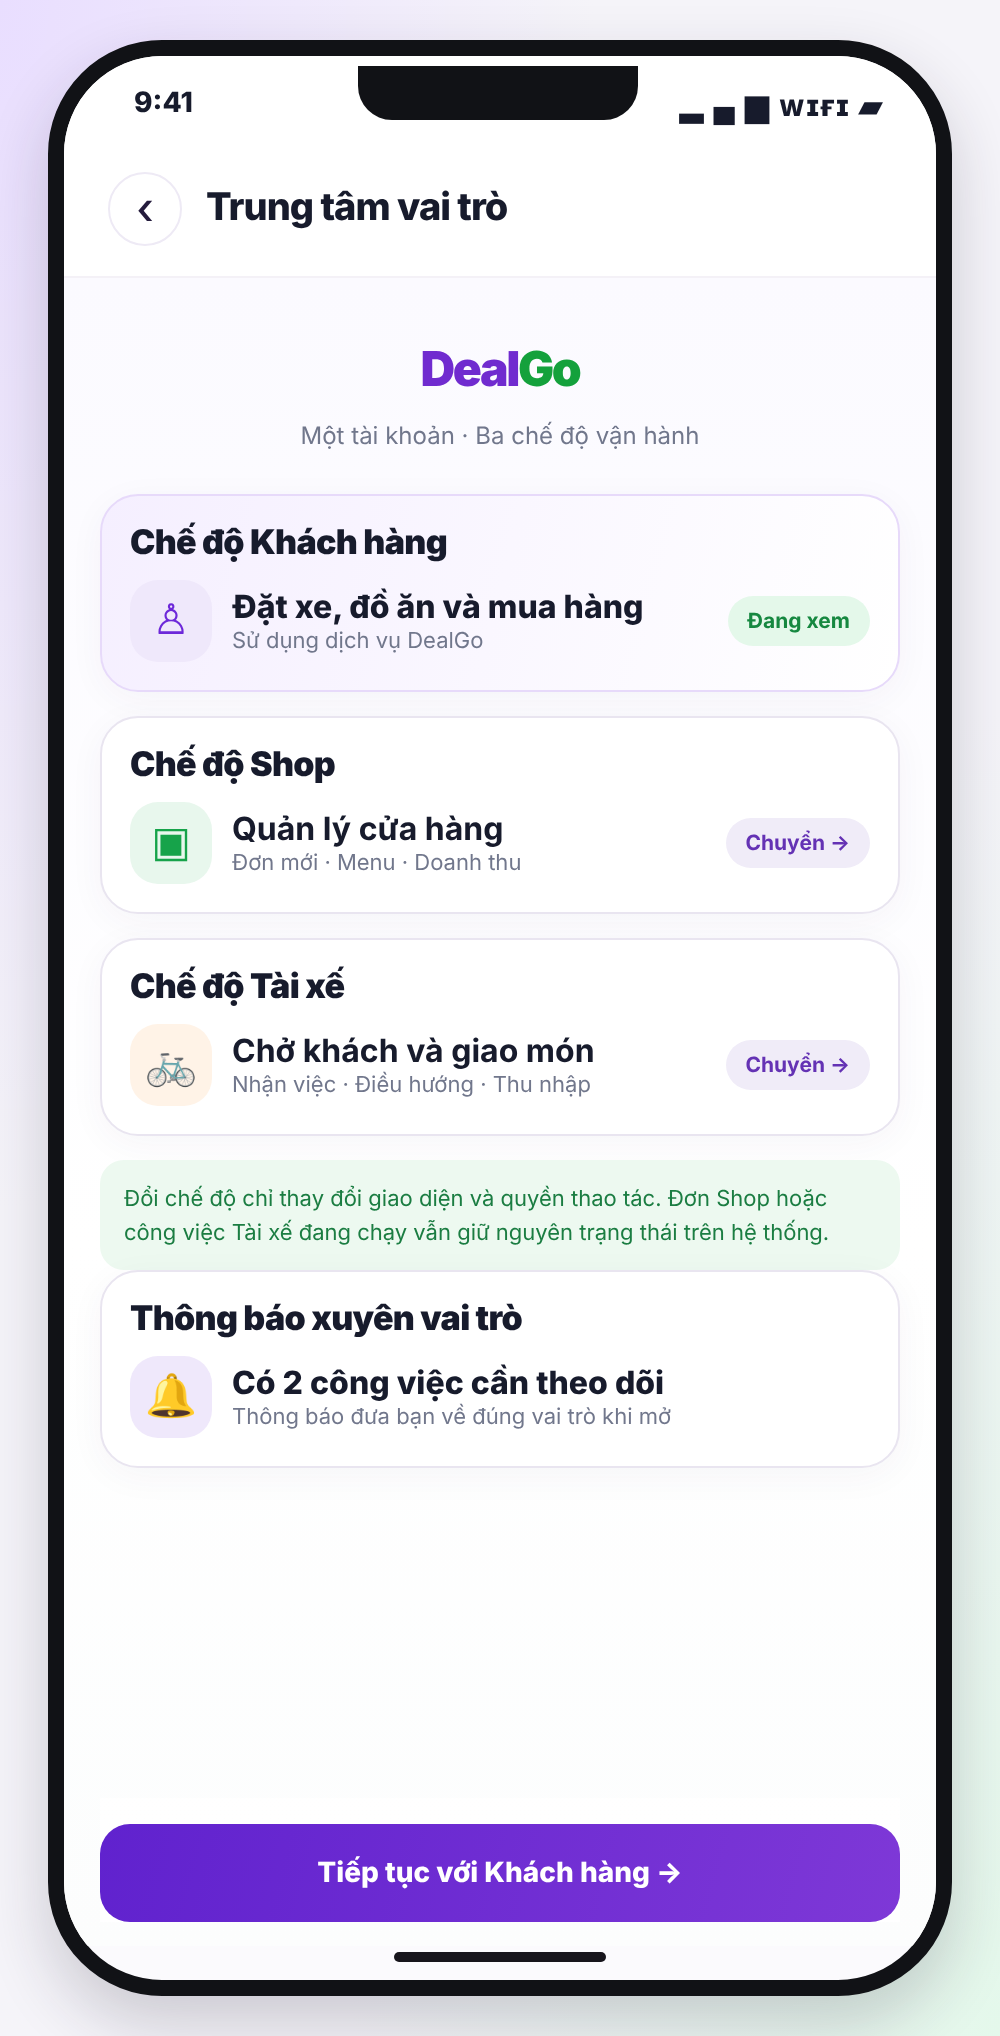 9:41
WIFI
Trung tâm vai trò
DealGo
Một tài khoản · Ba chế độ vận hành
Chế độ Khách hàng
Đặt xe, đồ ăn và mua hàng
Sử dụng dịch vụ DealGo
Đang xem
Chế độ Shop
Quản lý cửa hàng
Đơn mới · Menu · Doanh thu
Chuyển →
Chế độ Tài xế
Chở khách và giao món
Nhận việc · Điều hướng · Thu nhập
Chuyển →
Đổi chế độ chỉ thay đổi giao diện và quyền thao tác. Đơn Shop hoặc
công việc Tài xế đang chạy vẫn giữ nguyên trạng thái trên hệ thống.
Thông báo xuyên vai trò
Có 2 công việc cần theo dõi
Thông báo đưa bạn về đúng vai trò khi mở
Tiếp tục với Khách hàng →